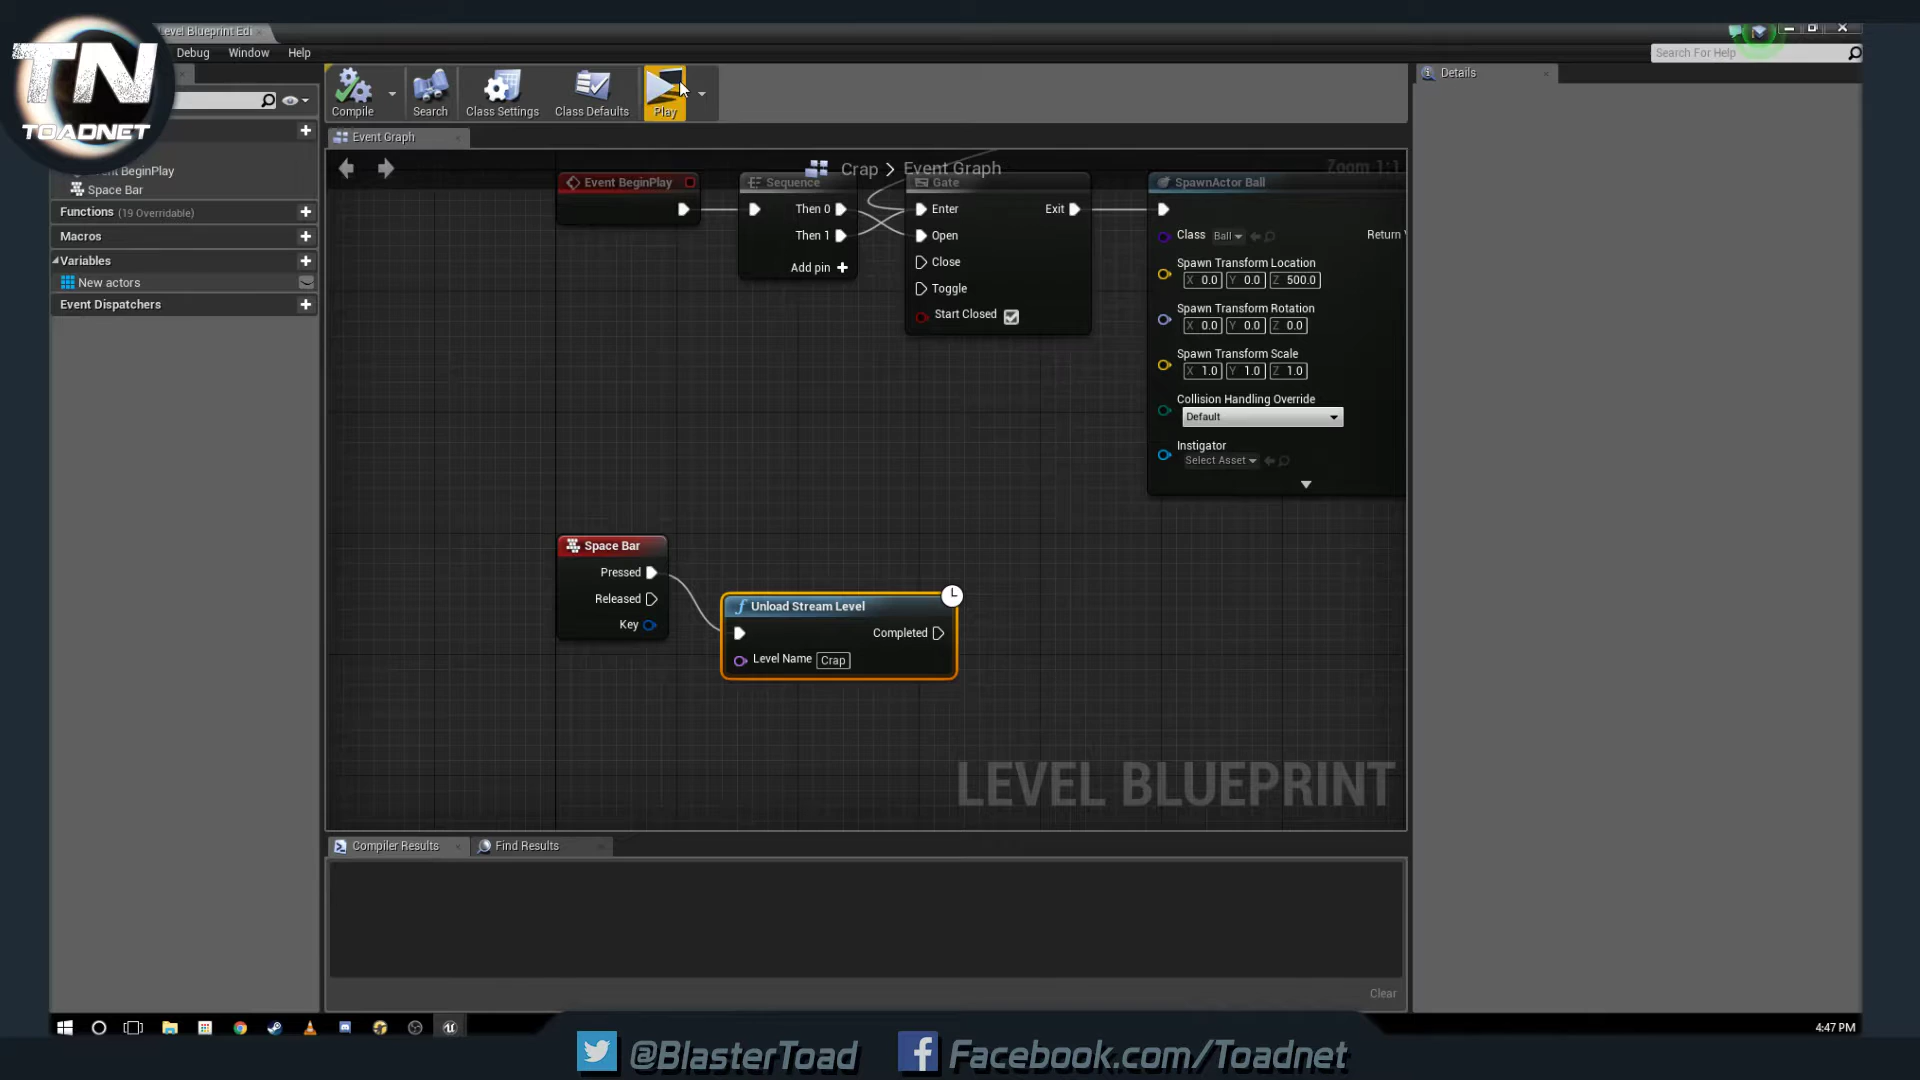 Level Blueprint Edi
TN
TOADNET
Debug
Window
Help
Search For Help
Compile
Search
Class Settings
Class Defaults
Play
Details
Event Graph
Crap > Event Graph
Zoom 1:1
BeginPlay
Space Bar
Functions (19 Overridable)
Macros
Variables
New actors
Event Dispatchers
Event BeginPlay
Sequence
Then 0
Then 1
Add pin
Gate
Enter
Exit
Open
Close
Toggle
Start Closed
SpawnActor Ball
Class Ball
Return
Spawn Transform Location
X 0.0 Y 0.0 Z 500.0
Spawn Transform Rotation
X 0.0 Y 0.0 Z 0.0
Spawn Transform Scale
X 1.0 Y 1.0 Z 1.0
Collision Handling Override
Default
Instigator
Select Asset
Space Bar
Pressed
Released
Key
f Unload Stream Level
Completed
Level Name Crap
LEVEL BLUEPRINT
Compiler Results
Find Results
Clear
4:47 PM
@BlasterToad
Facebook.com/Toadnet